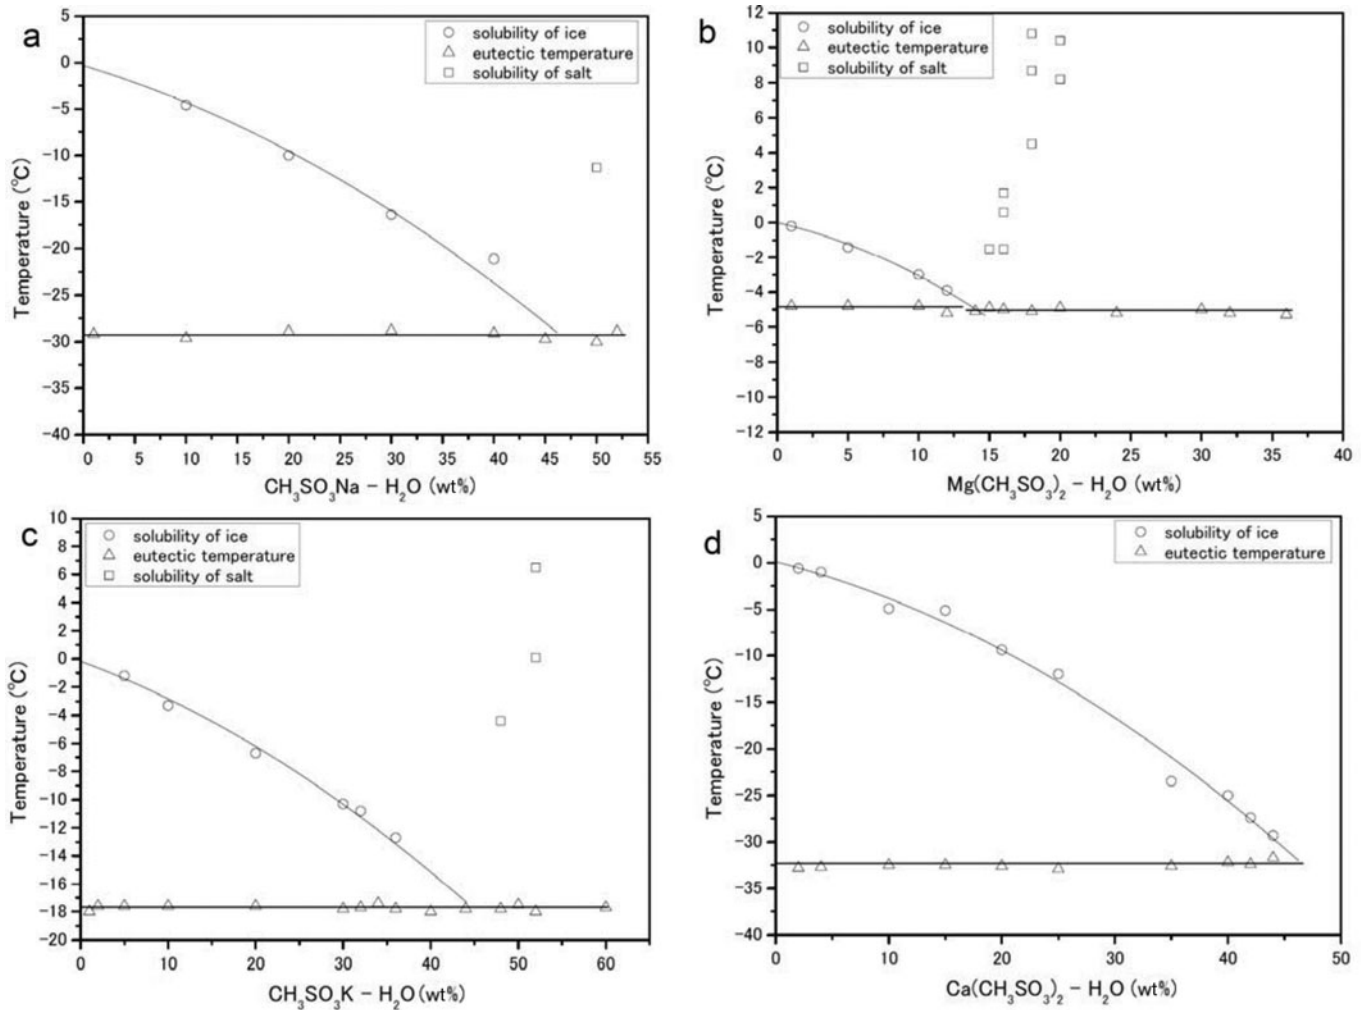 a
solubility of ice
eutectic temperature
solubility of salt
5
0
−5
−10
−15
−20
−25
−30
−35
−40
Temperature (°C)
0 5 10 15 20 25 30 35 40 45 50 55
CH₃SO₃Na − H₂O (wt%)
b
solubility of ice
eutectic temperature
solubility of salt
12
10
8
6
4
2
0
−2
−4
−6
−8
−10
−12
Temperature (°C)
0 5 10 15 20 25 30 35 40
Mg(CH₃SO₃)₂ − H₂O (wt%)
c
solubility of ice
eutectic temperature
solubility of salt
10
8
6
4
2
0
−2
−4
−6
−8
−10
−12
−14
−16
−18
−20
Temperature (°C)
0 10 20 30 40 50 60
CH₃SO₃K − H₂O (wt%)
d
solubility of ice
eutectic temperature
5
0
−5
−10
−15
−20
−25
−30
−35
−40
Temperature (°C)
0 10 20 30 40 50
Ca(CH₃SO₃)₂ − H₂O (wt%)